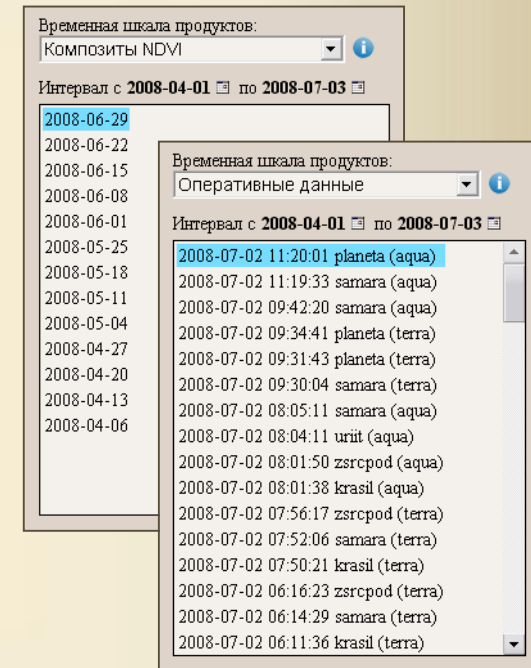 Временная шкала продуктов:
Композиты NDVI
Интервал с 2008-04-01 по 2008-07-03
2008-06-29
2008-06-22
2008-06-15
2008-06-08
2008-06-01
2008-05-25
2008-05-18
2008-05-11
2008-05-04
2008-04-27
2008-04-20
2008-04-13
2008-04-06
Временная шкала продуктов:
Оперативные данные
Интервал с 2008-04-01 по 2008-07-03
2008-07-02 11:20:01 planeta (aqua)
2008-07-02 11:19:33 samara (aqua)
2008-07-02 09:42:20 samara (aqua)
2008-07-02 09:34:41 planeta (terra)
2008-07-02 09:31:43 planeta (terra)
2008-07-02 09:30:04 samara (terra)
2008-07-02 08:05:11 samara (aqua)
2008-07-02 08:04:11 uriit (aqua)
2008-07-02 08:01:50 zsrcpod (aqua)
2008-07-02 08:01:38 krasil (aqua)
2008-07-02 07:56:17 zsrcpod (terra)
2008-07-02 07:52:06 samara (terra)
2008-07-02 07:50:21 krasil (terra)
2008-07-02 06:16:23 zsrcpod (terra)
2008-07-02 06:14:29 samara (terra)
2008-07-02 06:11:36 krasil (terra)